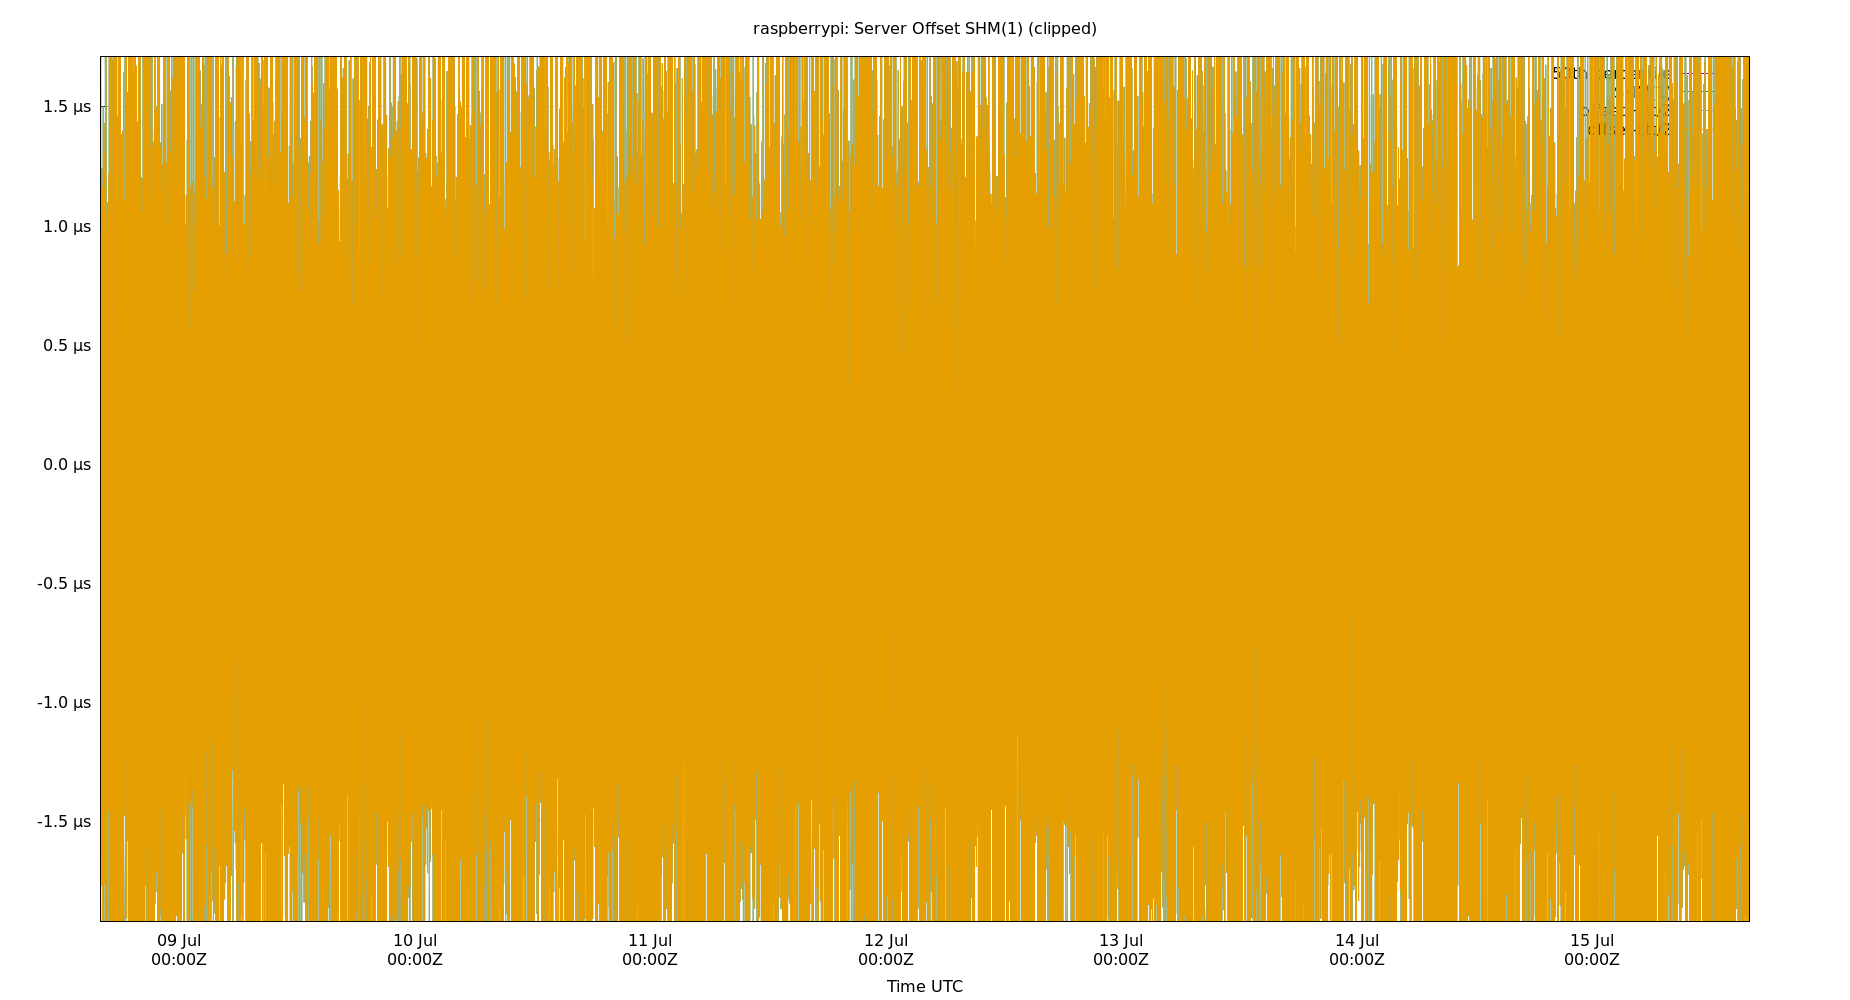 raspberrypi: Server Offset SHM(1) (clipped)
1.5 µs
1.0 µs
0.5 µs
0.0 µs
-0.5 µs
-1.0 µs
-1.5 µs
09 Jul 10 Jul 11 Jul 12 Jul 13 Jul 14 Jul 15 Jul
00:00Z 00:00Z 00:00Z 00:00Z 00:00Z 00:00Z 00:00Z
Time UTC